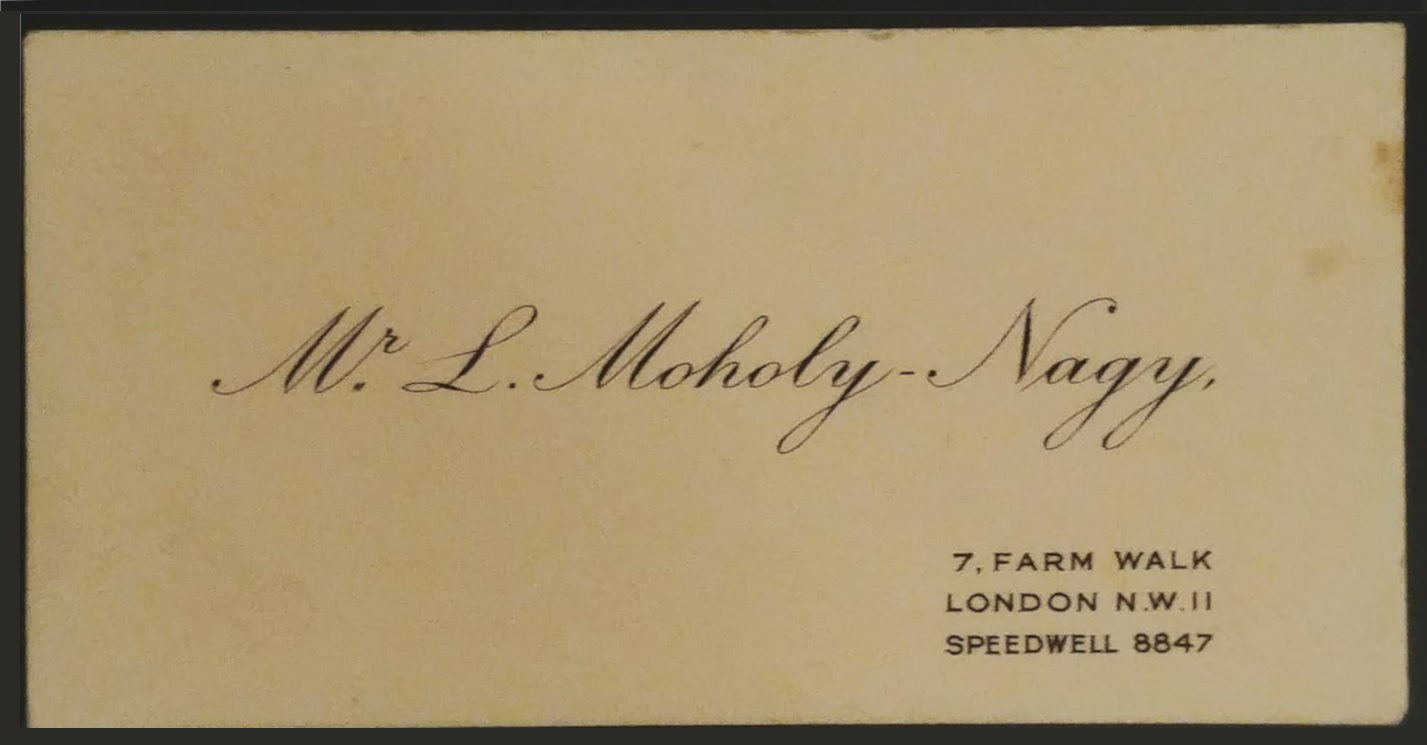 Mr. L. Moholy-Nagy,
7, FARM WALK
LONDON N.W.11
SPEEDWELL 8847